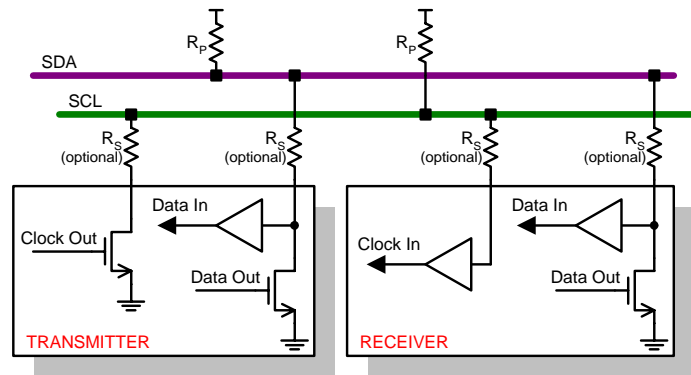 RP
RP
SDA
SCL
RS
(optional)
RS
(optional)
RS
(optional)
RS
(optional)
Data In
Data In
Clock Out
Clock In
Data Out
Data Out
TRANSMITTER
RECEIVER